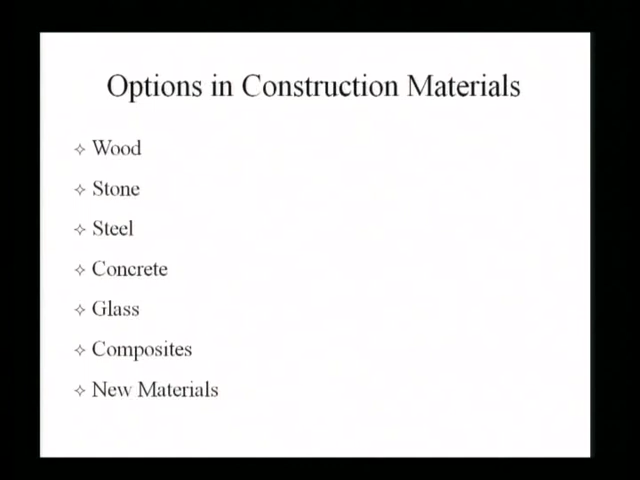 Options in Construction Materials
✧ Wood
✧ Stone
✧ Steel
✧ Concrete
✧ Glass
✧ Composites
✧ New Materials